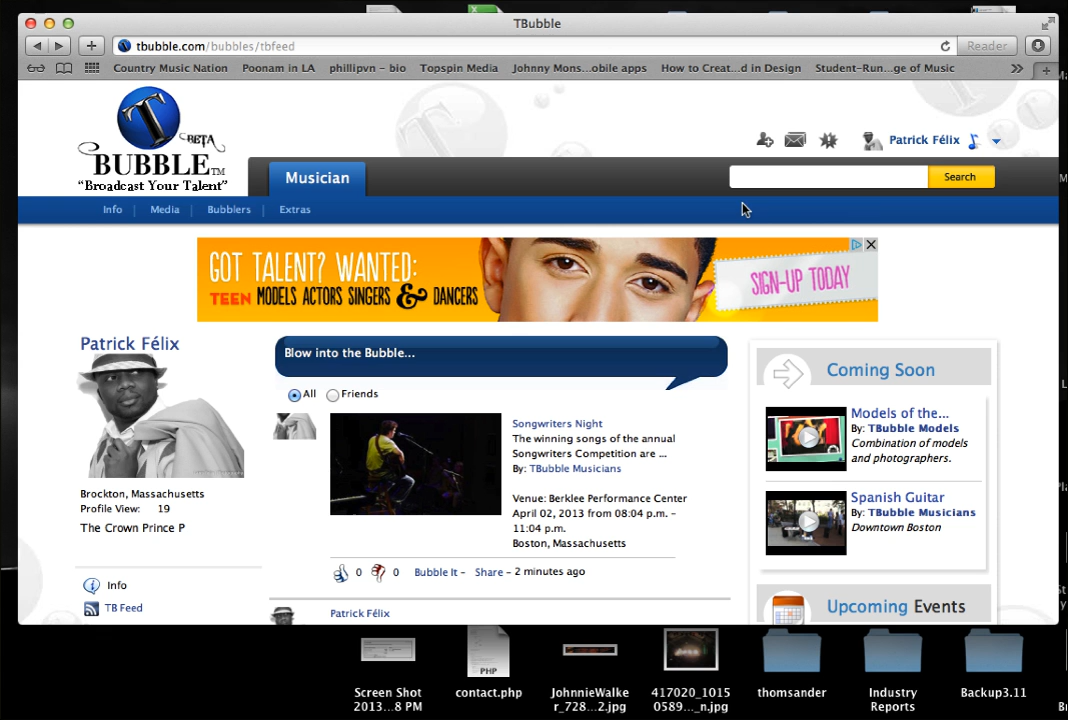 TBubble
tbubble.com/bubbles/tbfeed
Reader
Country Music Nation
Poonam in LA
phillipvn – bio
Topspin Media
Johnny Mons...obile apps
How to Creat...d in Design
Student-Run...ge of Music
BETA
BUBBLE TM
"Broadcast Your Talent"
Patrick Félix
Musician
Search
Info
Media
Bubblers
Extras
GOT TALENT? WANTED:
TEEN MODELS ACTORS SINGERS & DANCERS
SIGN-UP TODAY
Patrick Félix
Brockton, Massachusetts
Profile View: 19
The Crown Prince P
Info
TB Feed
Blow into the Bubble...
All
Friends
Songwriters Night
The winning songs of the annual
Songwriters Competition are ...
By: TBubble Musicians
Venue: Berklee Performance Center
April 02, 2013 from 08:04 p.m. –
11:04 p.m.
Boston, Massachusetts
0 0 Bubble It – Share – 2 minutes ago
Patrick Félix
Coming Soon
Models of the...
By: TBubble Models
Combination of models
and photographers.
Spanish Guitar
By: TBubble Musicians
Downtown Boston
Upcoming Events
PHP
Screen Shot
2013...8 PM
contact.php
JohnnieWalke
r_728...2.jpg
417020_1015
0589..._n.jpg
thomsander
Industry
Reports
Backup3.11